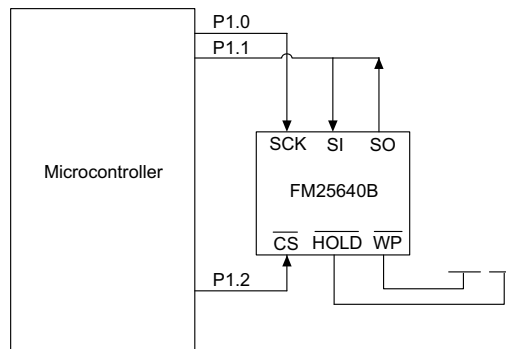 P1.0
P1.1
SCK SI SO
Microcontroller
FM25640B
CS HOLD WP
P1.2